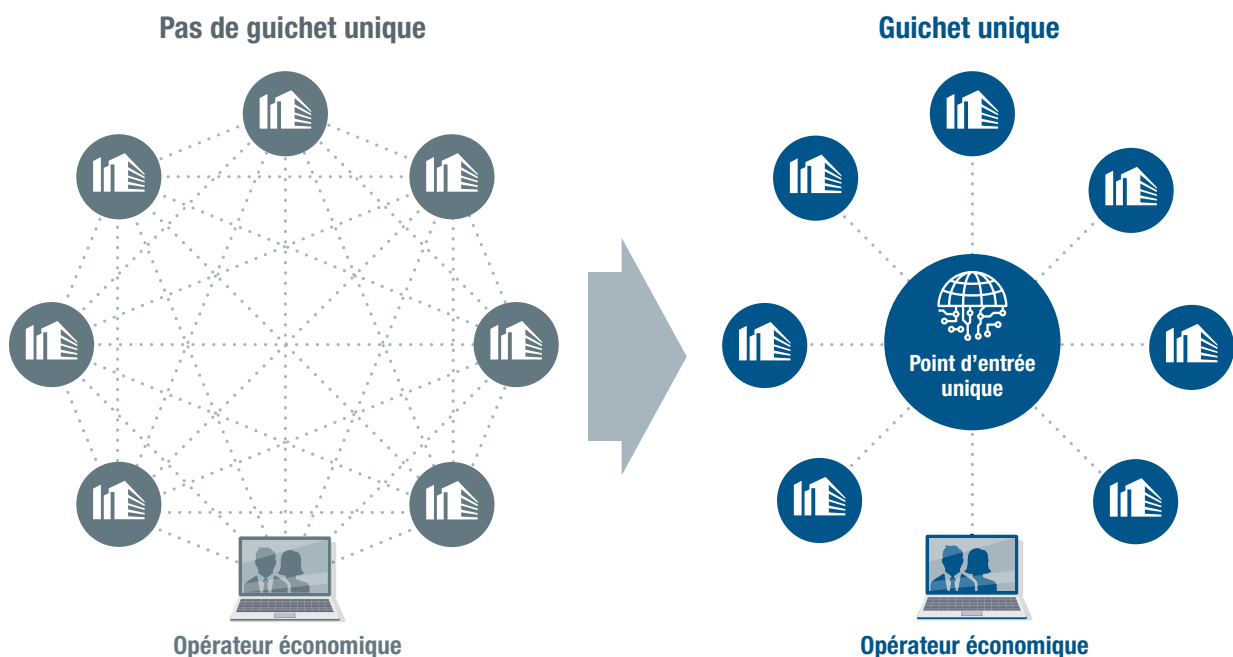 Pas de guichet unique
Guichet unique
Point d'entrée
unique
Opérateur économique
Opérateur économique